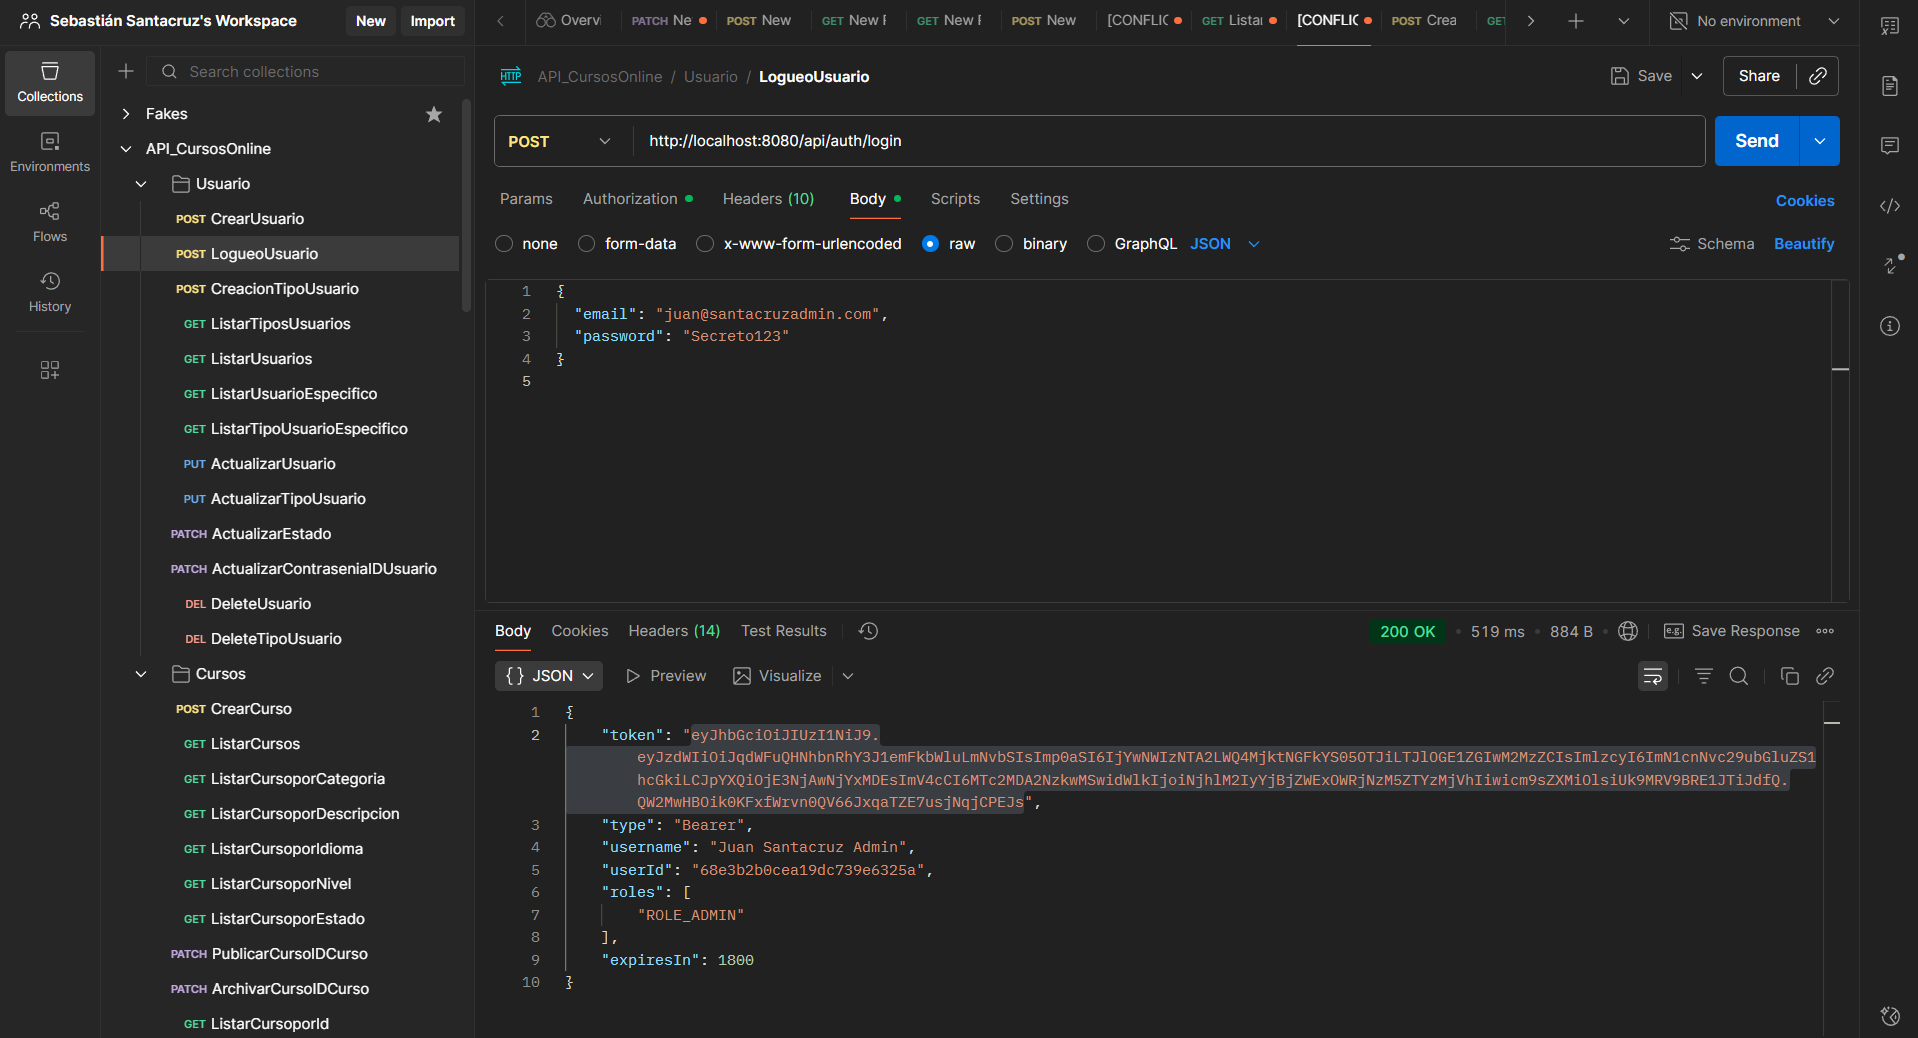 Sebastián Santacruz's Workspace
New
Import
Overvi
PATCH Ne
POST New
GET New F
GET New F
POST New
[CONFLIC
GET Listar
[CONFLIC
POST Crea
GET
No environment
Collections
Environments
Flows
History
Search collections
Fakes
API_CursosOnline
Usuario
POST CrearUsuario
POST LogueoUsuario
POST CreacionTipoUsuario
GET ListarTiposUsuarios
GET ListarUsuarios
GET ListarUsuarioEspecifico
GET ListarTipoUsuarioEspecifico
PUT ActualizarUsuario
PUT ActualizarTipoUsuario
PATCH ActualizarEstado
PATCH ActualizarContraseniaIDUsuario
DEL DeleteUsuario
DEL DeleteTipoUsuario
Cursos
POST CrearCurso
GET ListarCursos
GET ListarCursoporCategoria
GET ListarCursoporDescripcion
GET ListarCursoporIdioma
GET ListarCursoporNivel
GET ListarCursoporEstado
PATCH PublicarCursoIDCurso
PATCH ArchivarCursoIDCurso
GET ListarCursoporId
HTTP API_CursosOnline / Usuario / LogueoUsuario
Save
Share
POST http://localhost:8080/api/auth/login
Send
Params Authorization Headers (10) Body Scripts Settings
Cookies
none form-data x-www-form-urlencoded raw binary GraphQL JSON
Schema
Beautify
1 {
2 "email": "juan@santacruzadmin.com",
3 "password": "Secreto123"
4 }
5
Body Cookies Headers (14) Test Results
200 OK • 519 ms • 884 B
e.g. Save Response
{} JSON Preview Visualize
1 {
2 "token": "eyJhbGciOiJIUzI1NiJ9.
eyJzdWIiOiJqdWFuQHNhbnRhY3J1emFkbWluLmNvbSIsImp0aSI6IjYwNWIzNTA2LWQ4MjktNGFkYS05OTJiLTJlOGE1ZGIwM2MzZCIsImlzcyI6ImN1cnNvc29ubGluZS1
hcGkiLCJpYXQiOjE3NjAwNjYxMDEsImV4cCI6MTc2MDA2NzkwMSwidWlkIjoiNjhlM2IyYjBjZWExOWRjNzM5ZTYzMjVhIiwicm9sZXMiOlsiUk9MRV9BRE1JTiJdfQ.
QW2MwHBOik0KFxfWrvn0QV66JxqaTZE7usjNqjCPEJs",
3 "type": "Bearer",
4 "username": "Juan Santacruz Admin",
5 "userId": "68e3b2b0cea19dc739e6325a",
6 "roles": [
7 "ROLE_ADMIN"
8 ],
9 "expiresIn": 1800
10 }